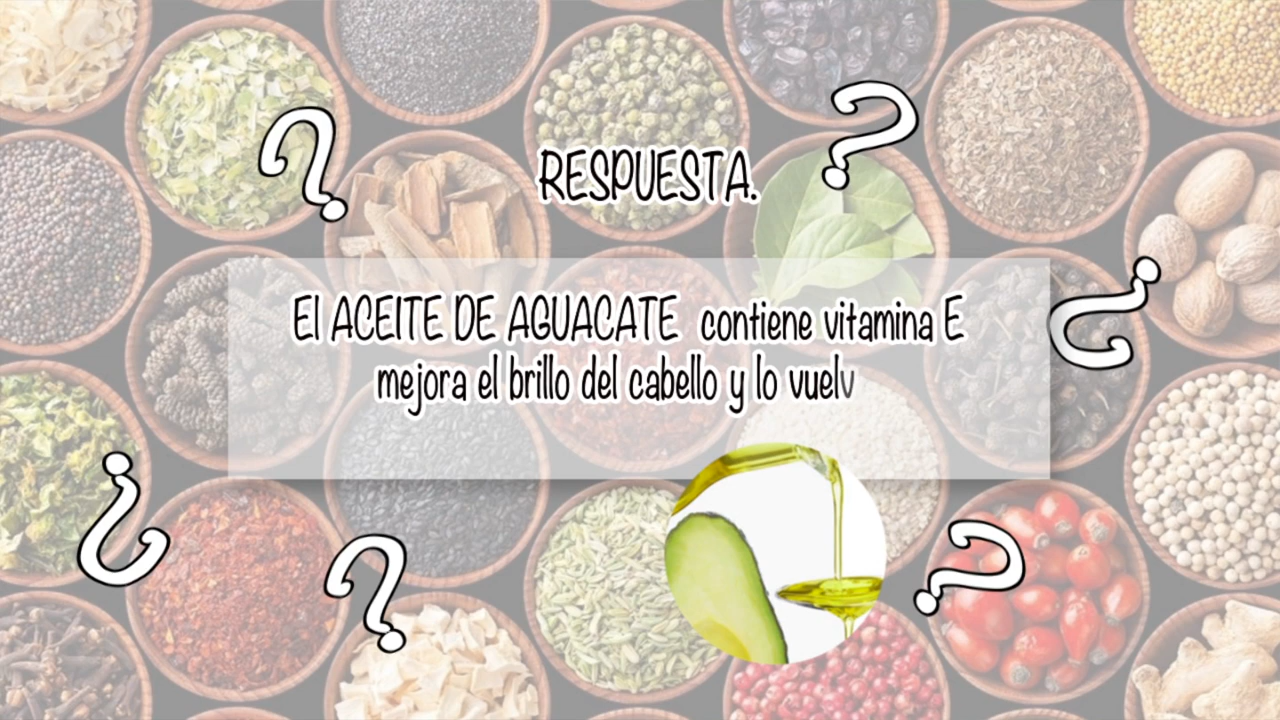 RESPUESTA.
El ACEITE DE AGUACATE contiene vitamina E
mejora el brillo del cabello y lo vuelv